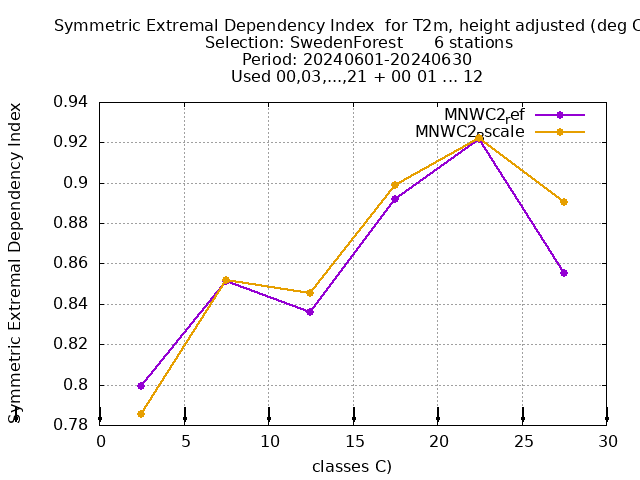 Symmetric Extremal Dependency Index  for T2m, height adjusted (deg C
Selection: SwedenForest      6 stations
Period: 20240601-20240630
Used 00,03,...,21 + 00 01 ... 12
MNWC2ref
MNWC2_scale
Symmetric Extremal Dependency Index
0.94
0.92
0.9
0.88
0.86
0.84
0.82
0.8
0.78
0 5 10 15 20 25 30
classes C)